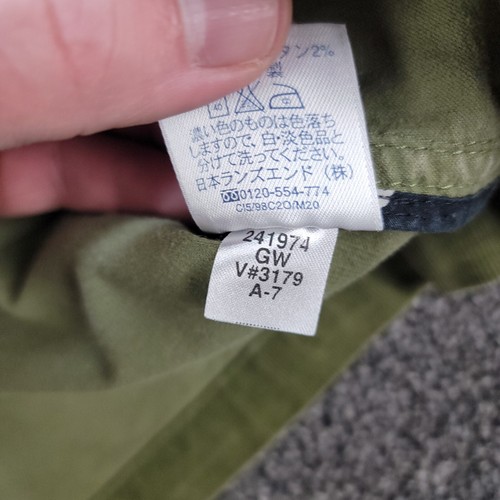 タン2%
濃い色のものは色落ち
しますので、白・淡色品と
分けて洗ってください。
日本ランズエンド(株)
0120-554-774
C15/98C2O/M20
241974
GW
V#3179
A-7